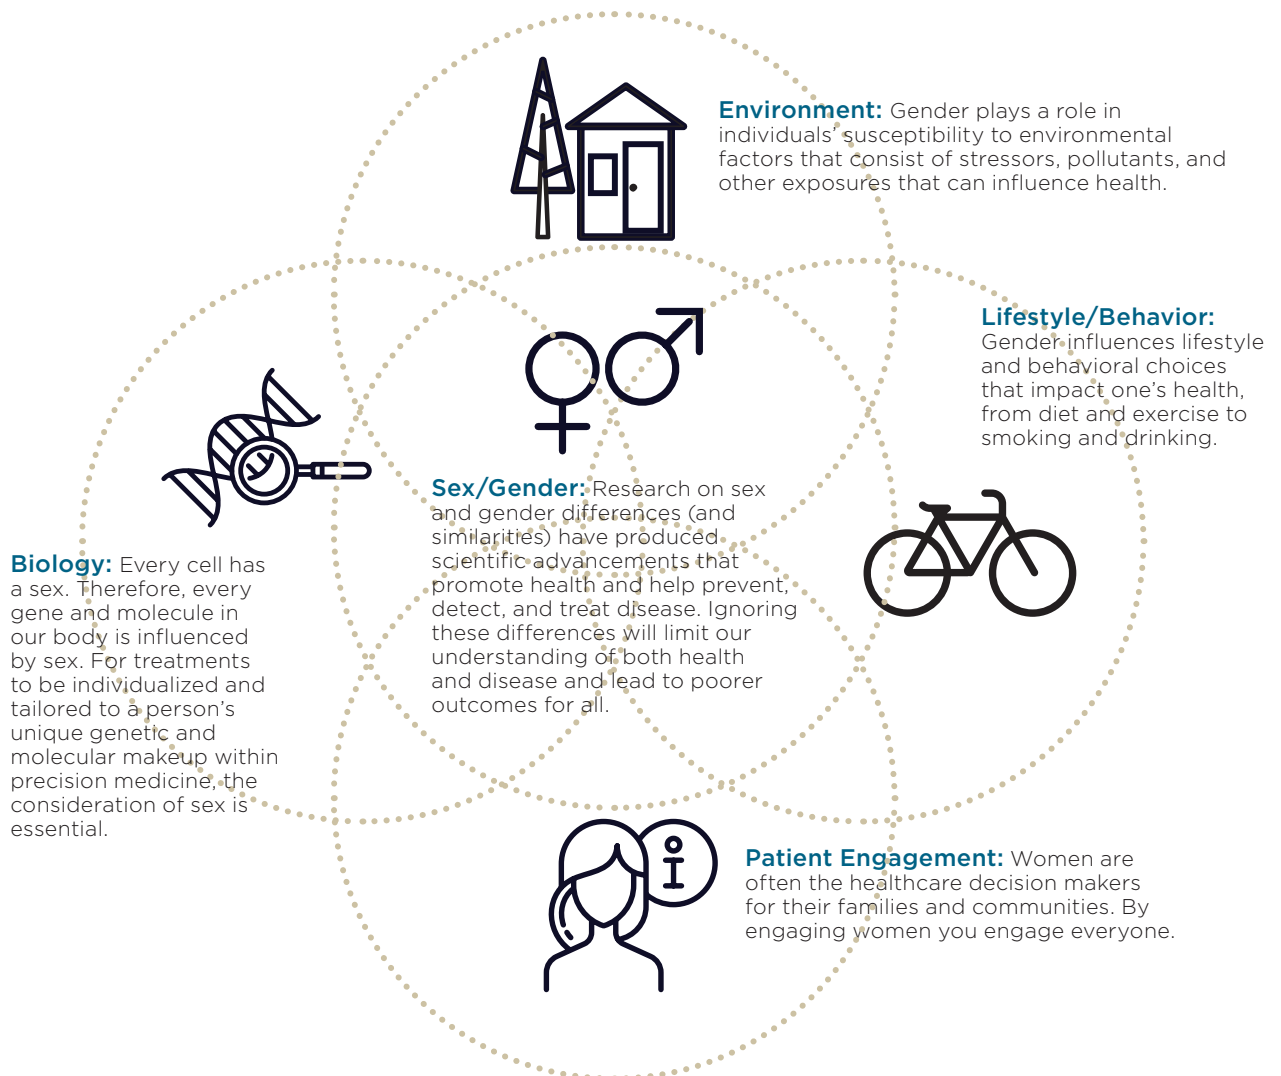 Environment: Gender plays a role in
individuals’ susceptibility to environmental
factors that consist of stressors, pollutants, and
other exposures that can influence health.
Lifestyle/Behavior:
Gender influences lifestyle
and behavioral choices
that impact one’s health,
from diet and exercise to
smoking and drinking.
Sex/Gender: Research on sex
and gender differences (and
similarities) have produced
scientific advancements that
promote health and help prevent,
detect, and treat disease. Ignoring
these differences will limit our
understanding of both health
and disease and lead to poorer
outcomes for all.
Biology: Every cell has
a sex. Therefore, every
gene and molecule in
our body is influenced
by sex. For treatments
to be individualized and
tailored to a person’s
unique genetic and
molecular makeup within
precision medicine, the
consideration of sex is
essential.
Patient Engagement: Women are
often the healthcare decision makers
for their families and communities. By
engaging women you engage everyone.